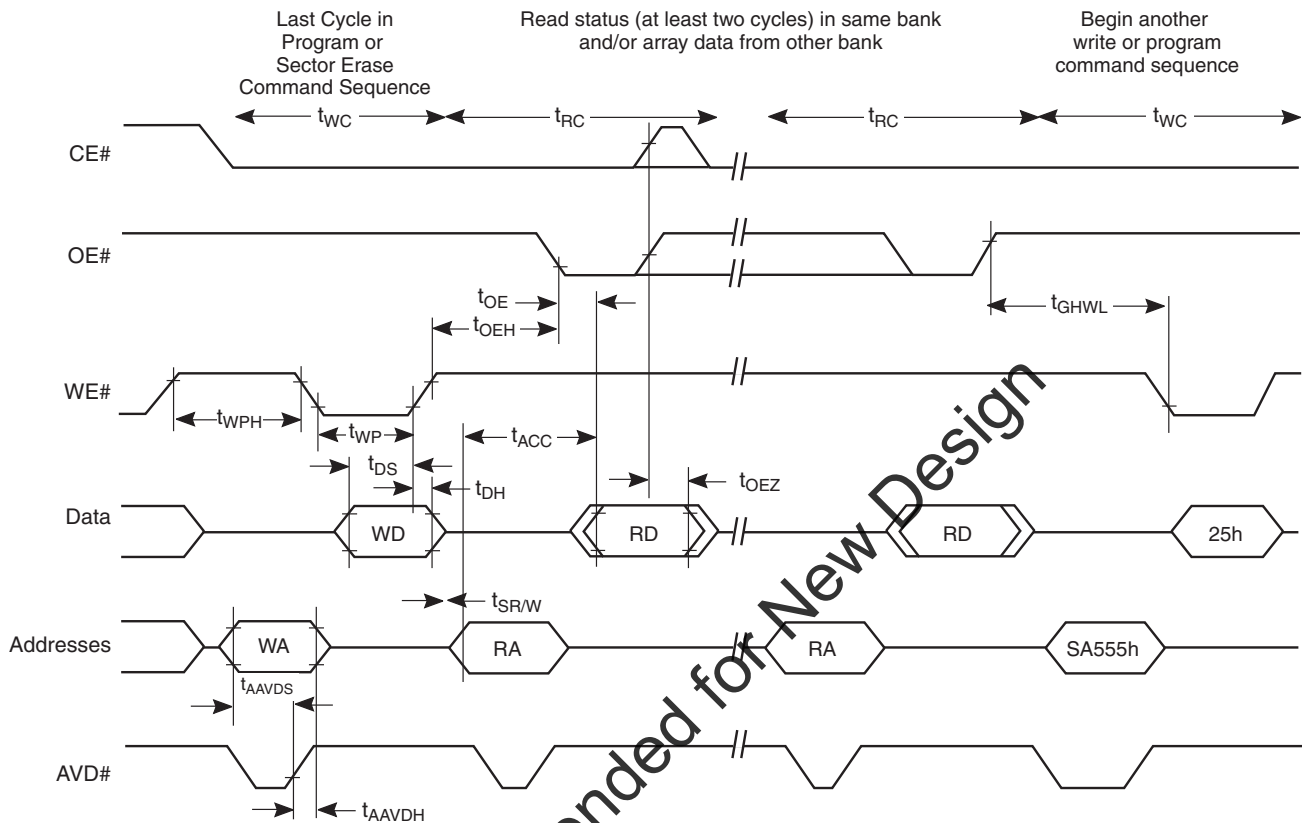 Last Cycle in
Program or
Sector Erase
Command Sequence
Read status (at least two cycles) in same bank
and/or array data from other bank
Begin another
write or program
command sequence
tWC
tRC
tRC
tWC
CE#
OE#
tOE
tOEH
tGHWL
WE#
tWPH
tWP
tACC
tDS
tDH
tOEZ
Data
WD
RD
RD
25h
tSR/W
Addresses
WA
RA
RA
SA555h
tAAVDS
AVD#
tAAVDH
for New Design